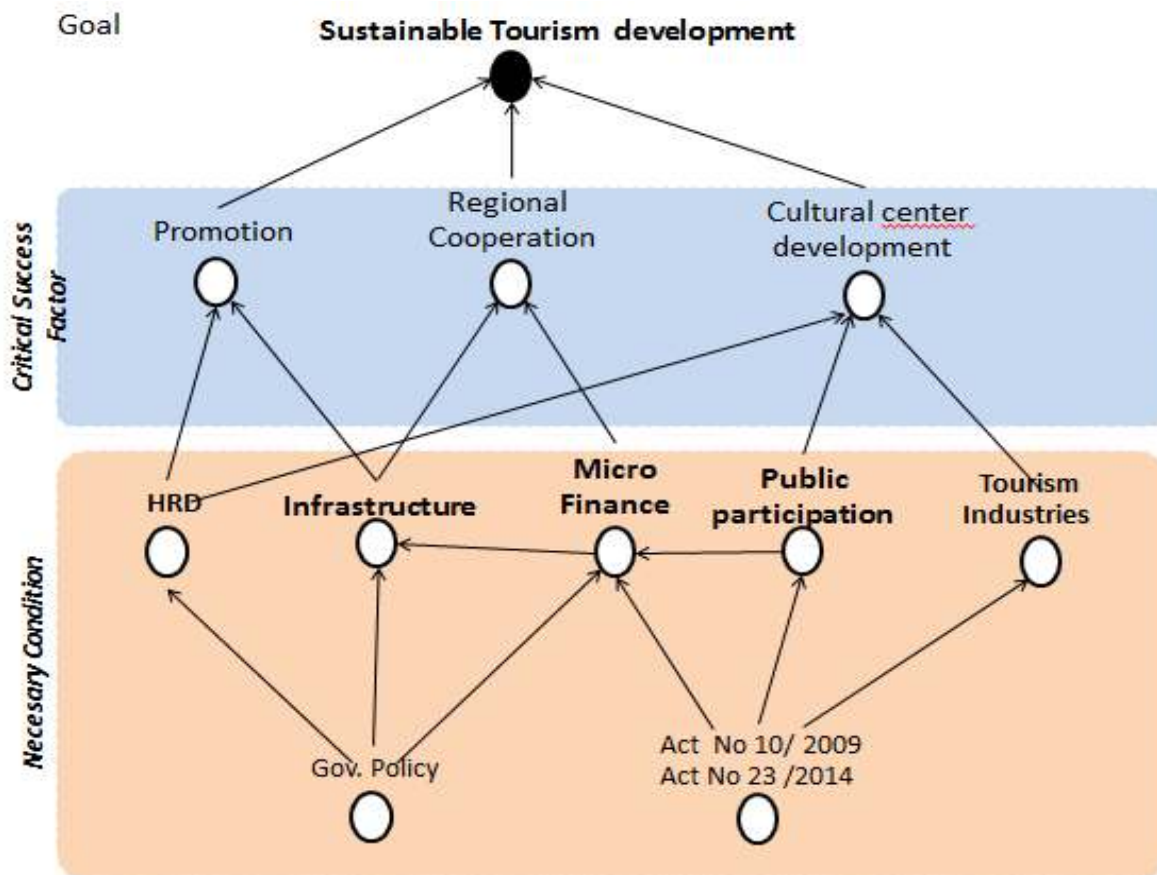 Goal
Sustainable Tourism development
Critical Success
Factor
Promotion
Regional
Cooperation
Cultural center
development
Necesary Condition
HRD
Infrastructure
Micro
Finance
Public
participation
Tourism
Industries
Gov. Policy
Act No 10/ 2009
Act No 23 /2014